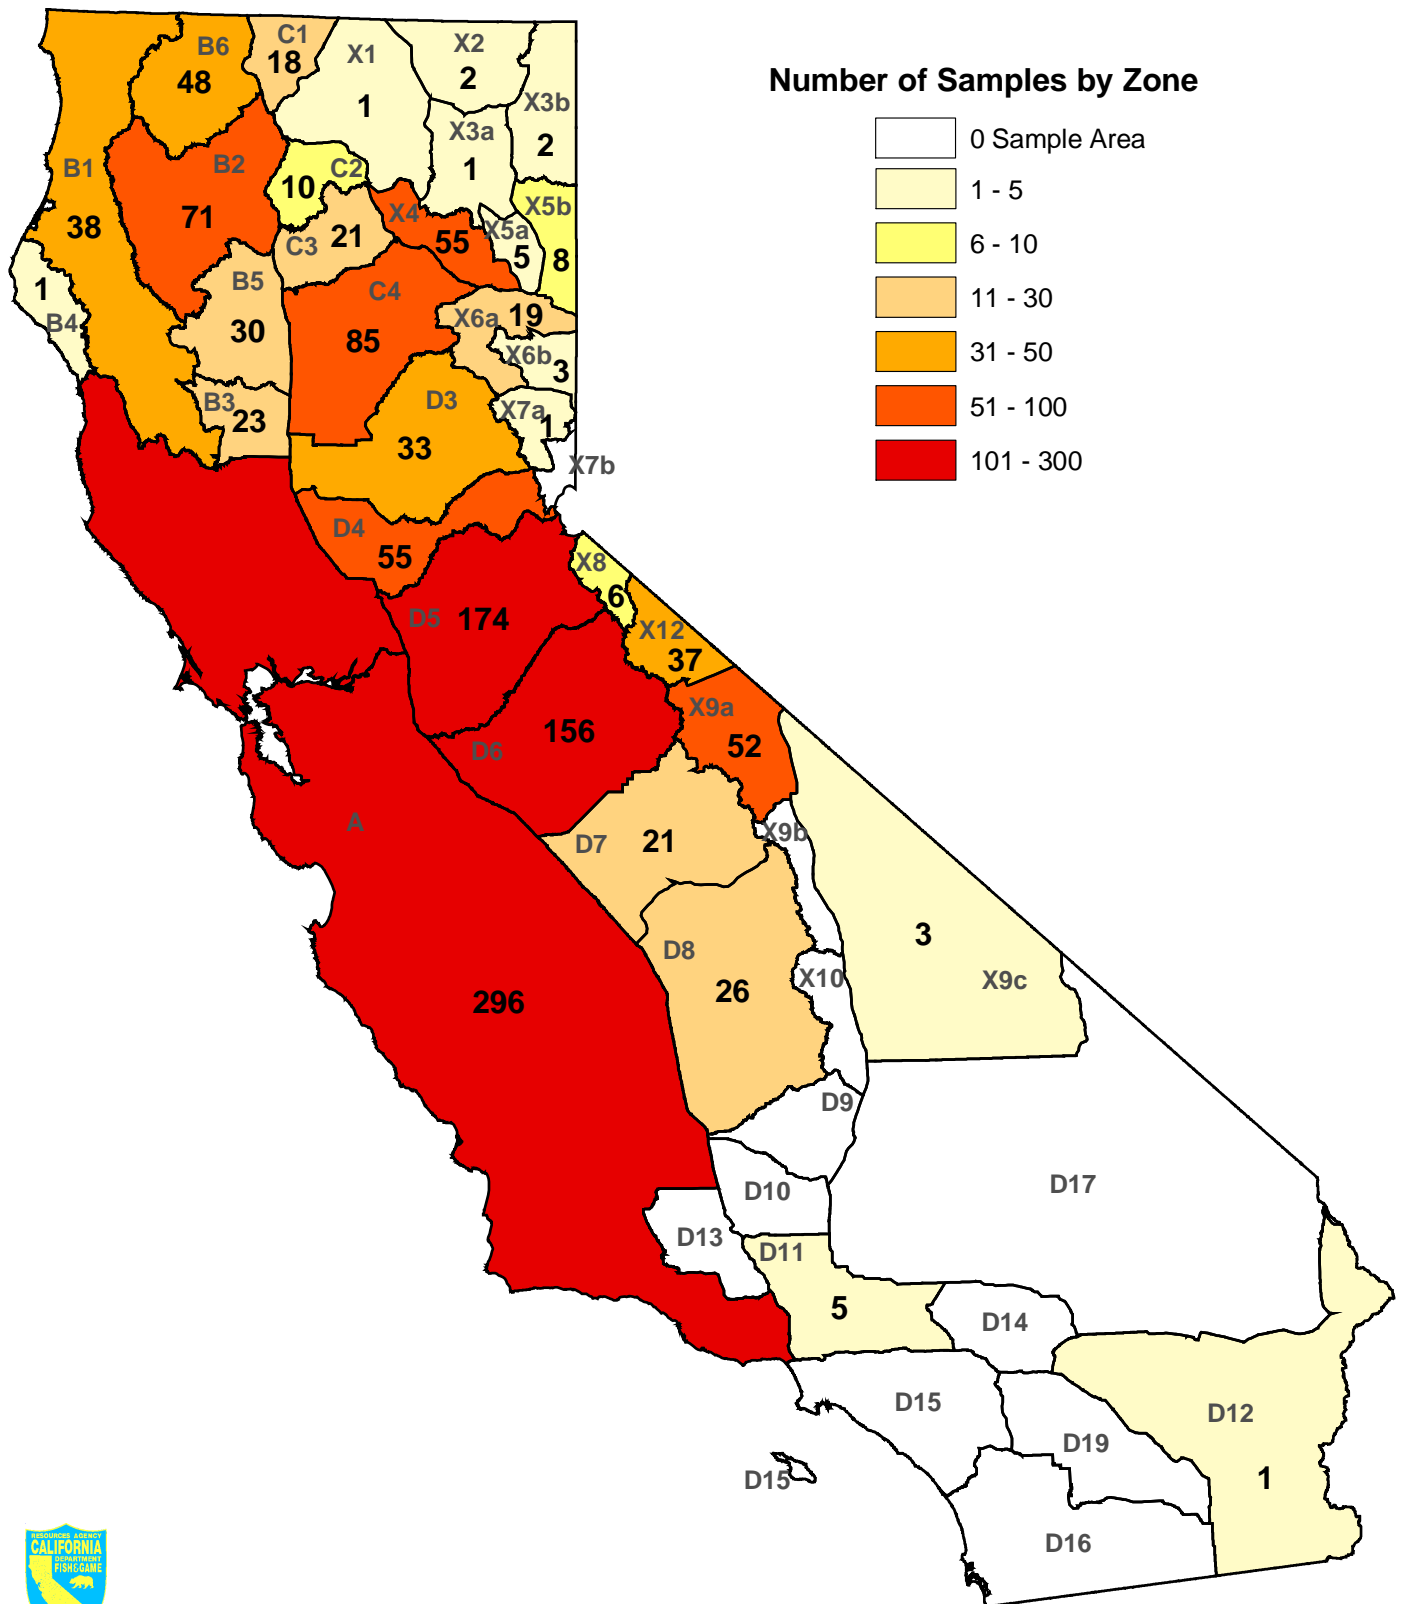 Number of Samples by Zone
0 Sample Area
1 - 5
6 - 10
11 - 30
31 - 50
51 - 100
101 - 300
B6
48
C1
18
X1
1
X2
2
X3b
2
X3a
1
B1
38
B2
71
C2
10
C3
21
X4
55
X5a
5
X5b
8
1
B4
B5
30
C4
85
X6a
19
X6b
3
B3
23
D3
33
X7a
1
X7b
D4
55
X8
6
D5
174
X12
37
D6
156
X9a
52
A
296
D7
21
X9b
D8
26
X10
3
X9c
D9
D10
D17
D13
D11
5
D14
D15
D12
1
D19
D15
D16
RESOURCES AGENCY
CALIFORNIA
DEPARTMENT
FISH&GAME